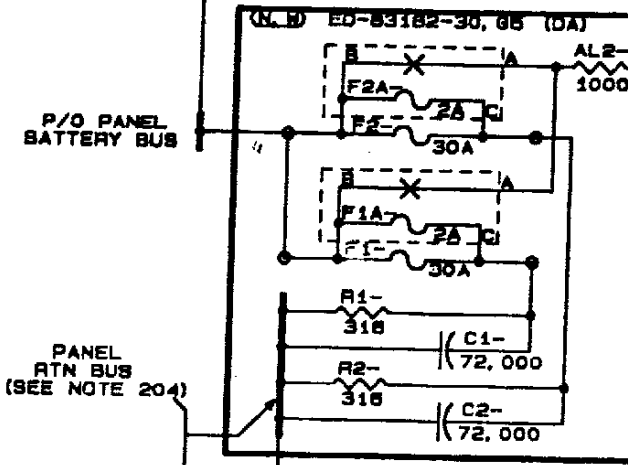 (N, W) ED-83182-30, G5 (DA)
B
A
AL2-
1000
F2A-
2A
C
P/O PANEL
BATTERY BUS
F2-
30A
B
A
F1A-
2A
C
F1-
30A
R1-
316
C1-
72,000
PANEL
RTN BUS
(SEE NOTE 204)
R2-
316
C2-
72,000